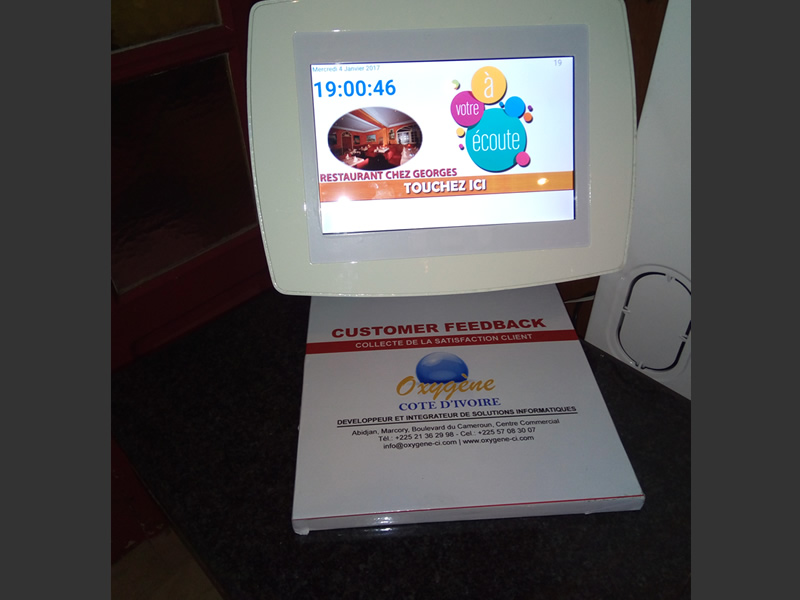 Mercredi 4 Janvier 2017
19
19:00:46
à
votre
écoute
RESTAURANT CHEZ GEORGES
TOUCHEZ ICI
CUSTOMER FEEDBACK
COLLECTE DE LA SATISFACTION CLIENT
Oxygène
COTE D'IVOIRE
DEVELOPPEUR ET INTEGRATEUR DE SOLUTIONS INFORMATIQUES
Abidjan, Marcory, Boulevard du Cameroun, Centre Commercial
Tél.: +225 21 36 29 98 - Cel.: +225 57 08 30 07
info@oxygene-ci.com | www.oxygene-ci.com